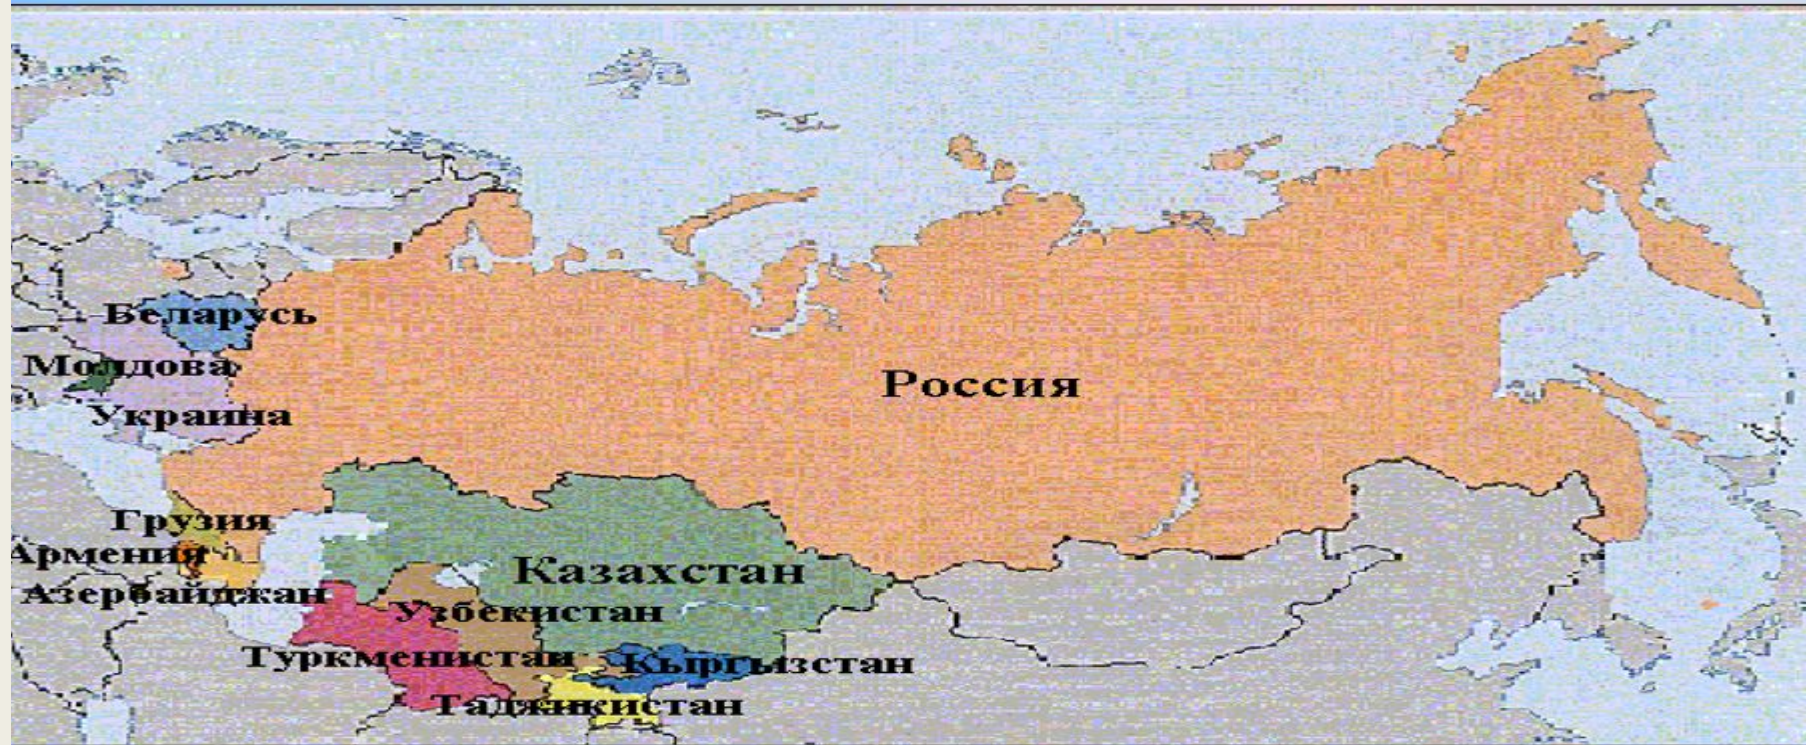 Беларусь
Молдова
Россия
Украина
Грузия
Армения
Казахстан
Азербайджан
Узбекистан
Туркменистан
Кыргызстан
Таджикистан